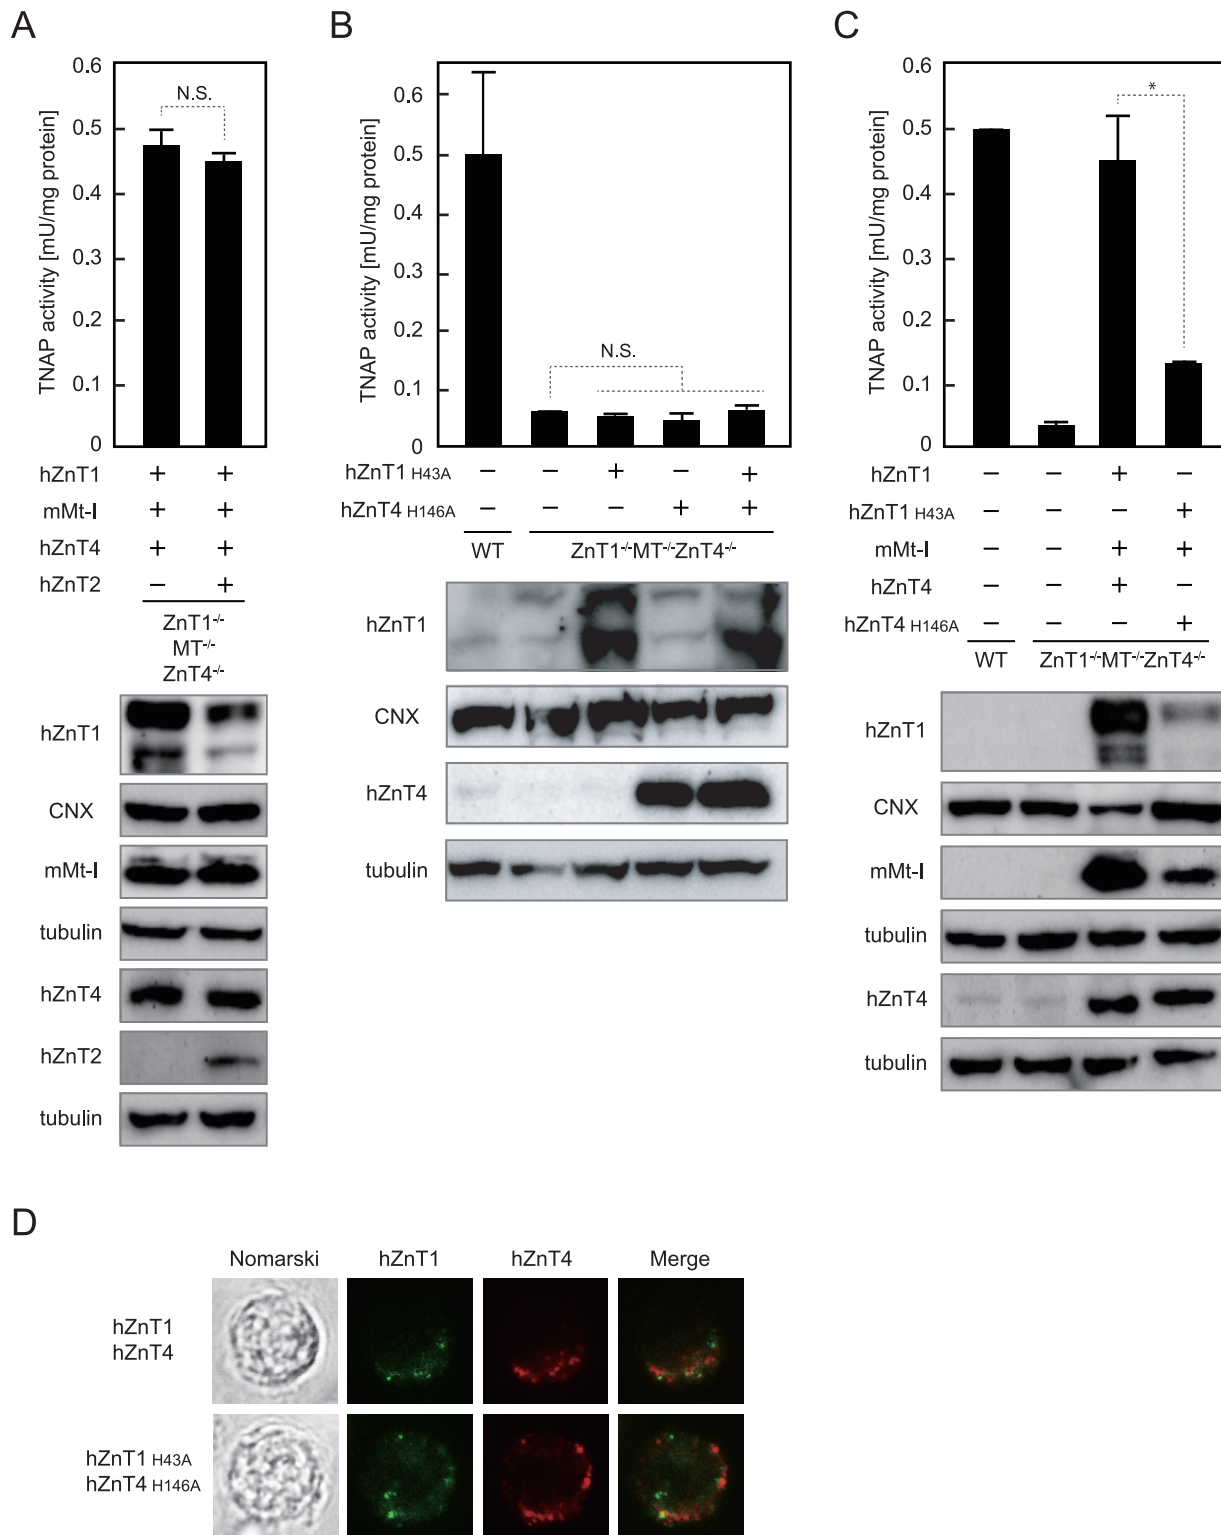 A
TNAP activity [mU/mg protein]
0.6
0.5
0.4
0.3
0.2
0.1
0
N.S.
hZnT1 + +
mMt-I + +
hZnT4 + +
hZnT2 – +
ZnT1-/-
MT-/-
ZnT4-/-
hZnT1
CNX
mMt-I
tubulin
hZnT4
hZnT2
tubulin
B
TNAP activity [mU/mg protein]
0.6
0.5
0.4
0.3
0.2
0.1
0
N.S.
hZnT1 H43A – – + – +
hZnT4 H146A – – – + +
WT ZnT1-/-MT-/-ZnT4-/-
hZnT1
CNX
hZnT4
tubulin
C
TNAP activity [mU/mg protein]
0.6
0.5
0.4
0.3
0.2
0.1
0
*
hZnT1 – – + –
hZnT1 H43A – – – +
mMt-I – – + +
hZnT4 – – + –
hZnT4 H146A – – – +
WT ZnT1-/-MT-/-ZnT4-/-
hZnT1
CNX
mMt-I
tubulin
hZnT4
tubulin
D
Nomarski hZnT1 hZnT4 Merge
hZnT1
hZnT4
hZnT1 H43A
hZnT4 H146A